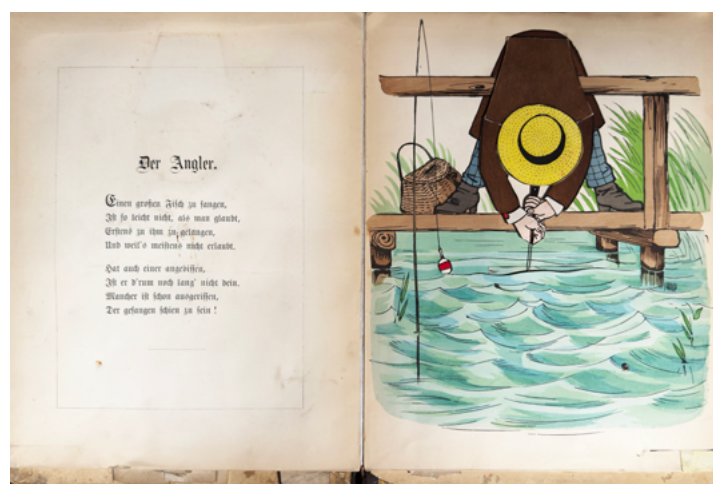 Der Angler.
Einen großen Fisch zu fangen,
Ist so leicht nicht, als man glaubt,
Erstens zu ihm zu gelangen,
Und weil's meistens nicht erlaubt.
Hat auch einer angebissen,
Ist er d'rum noch lang' nicht dein.
Mancher ist schon ausgerissen,
Der gefangen schien zu sein!